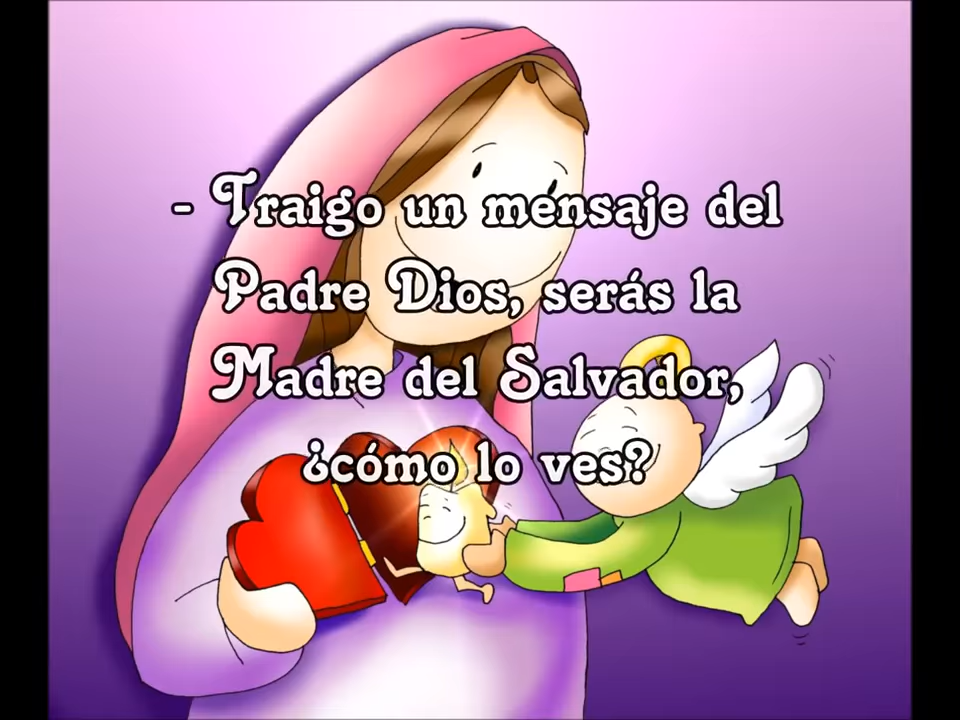 - Traigo un mensaje del
Padre Dios, serás la
Madre del Salvador,
¿cómo lo ves?